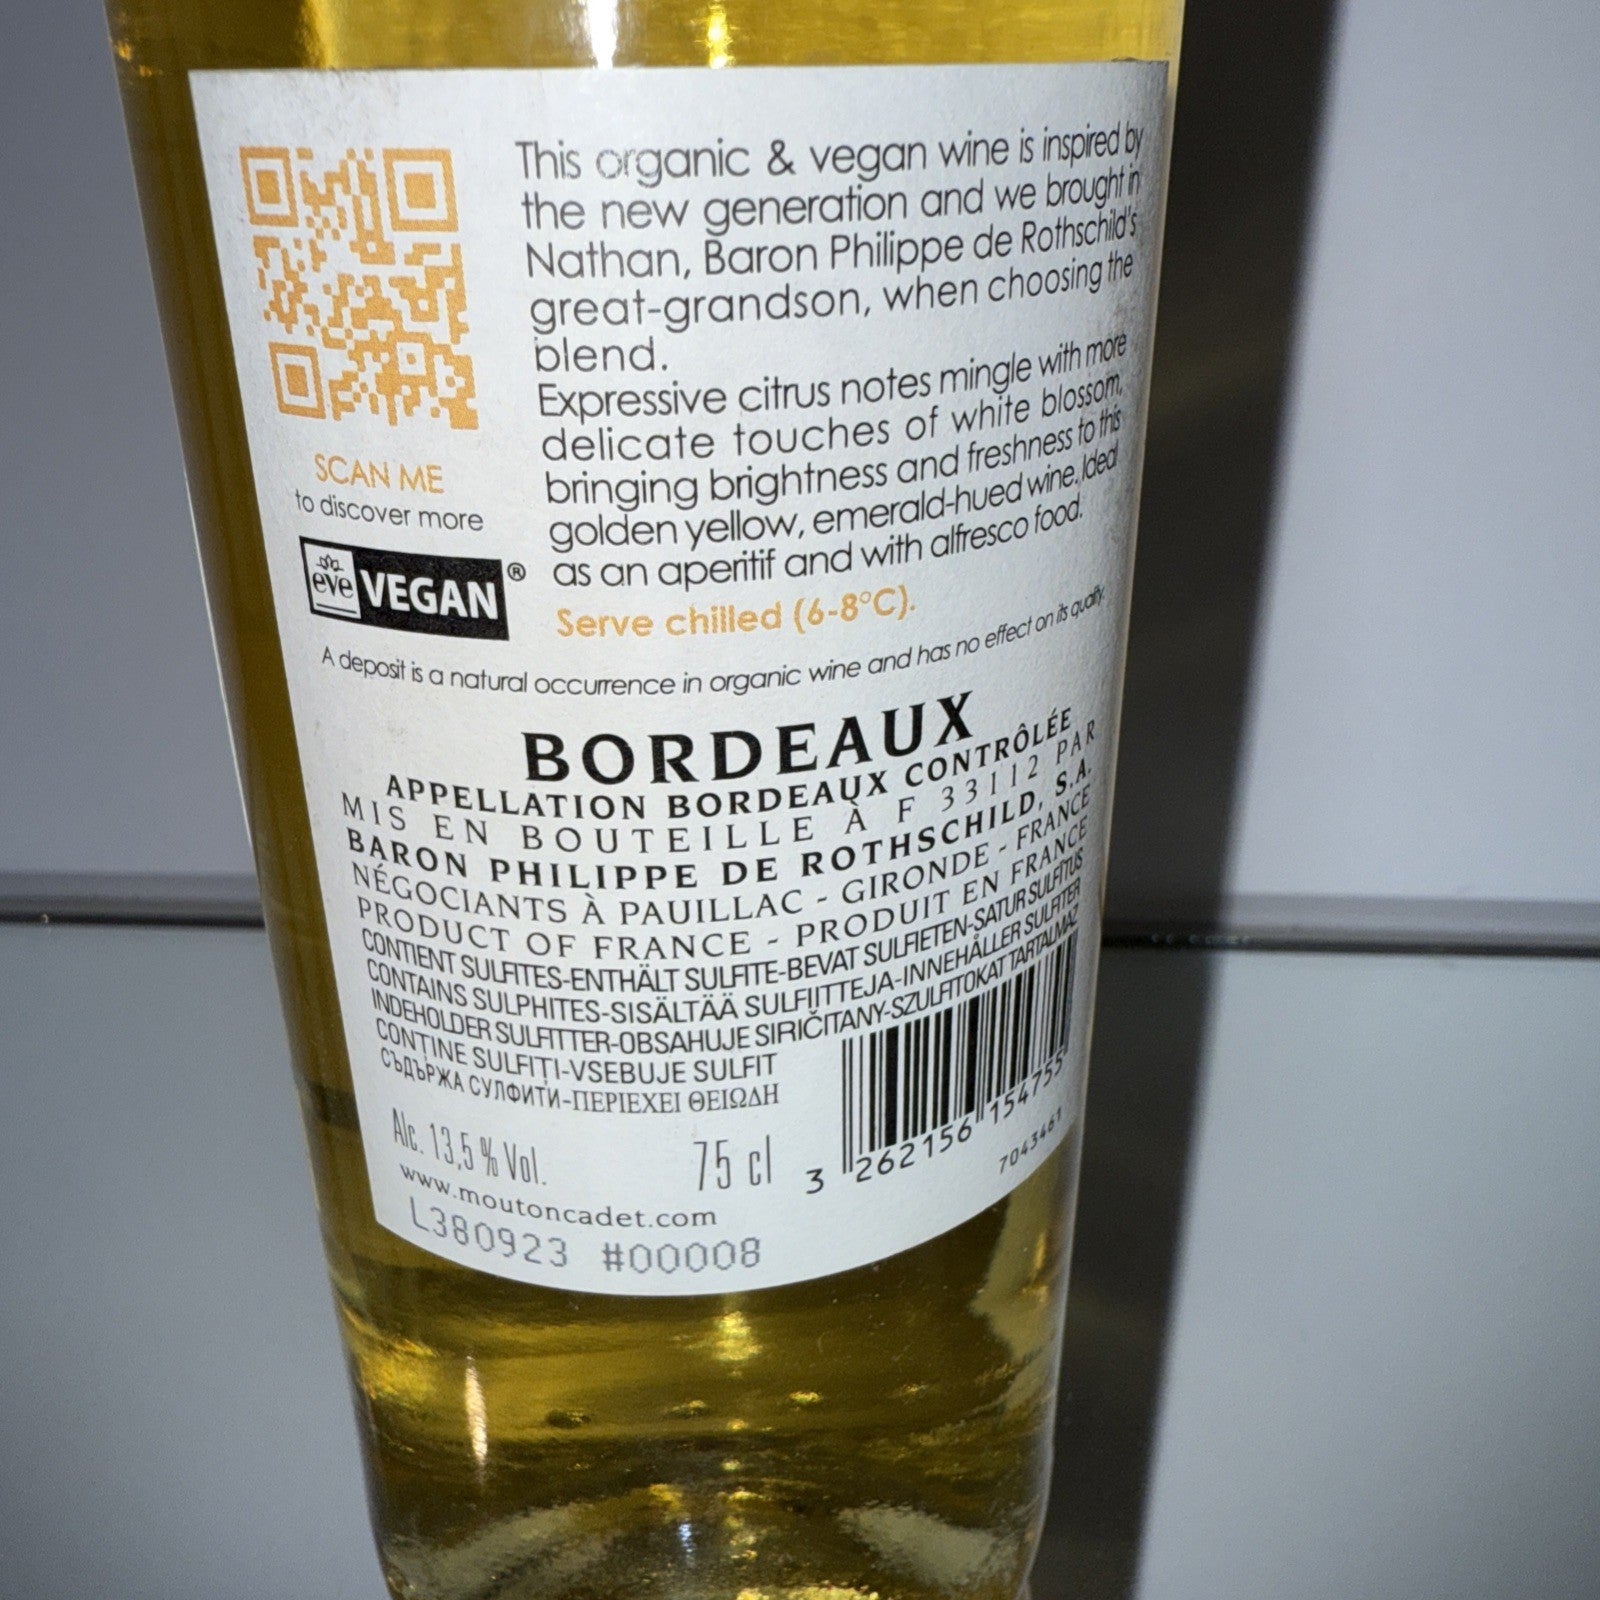 This organic & vegan wine is inspired by
the new generation and we brought in
Nathan, Baron Philippe de Rothschild's
great-grandson, when choosing the
blend.
Expressive citrus notes mingle with more
delicate touches of white blossom,
bringing brightness and freshness to this
golden yellow, emerald-hued wine. Ideal
as an aperitif and with alfresco food.
Serve chilled (6-8°C).
SCAN ME
to discover more
eve VEGAN®
A deposit is a natural occurrence in organic wine and has no effect on its quality.
BORDEAUX
APPELLATION BORDEAUX CONTRÔLÉE
MIS EN BOUTEILLE À F 33112 PAR
BARON PHILIPPE DE ROTHSCHILD, S.A.
NÉGOCIANTS À PAUILLAC - GIRONDE - FRANCE
PRODUCT OF FRANCE - PRODUIT EN FRANCE
CONTIENT SULFITES-ENTHÄLT SULFITE-BEVAT SULFIETEN-SATUR SULFĪTUS
CONTAINS SULPHITES-SISÄLTÄÄ SULFIITTEJA-INNEHÅLLER SULFITER
INDEHOLDER SULFITTER-OBSAHUJE SIRIČITANY-SZULFITOKAT TARTALMAZ
CONȚINE SULFIȚI-VSEBUJE SULFIT
СЪДЪРЖА СУЛФИТИ-ΠΕΡΙΕΧΕΙ ΘΕΙΩΔΗ
Alc. 13,5 % Vol.
75 cl
3 262156 154755
7043461
www.moutoncadet.com
L380923 #00008